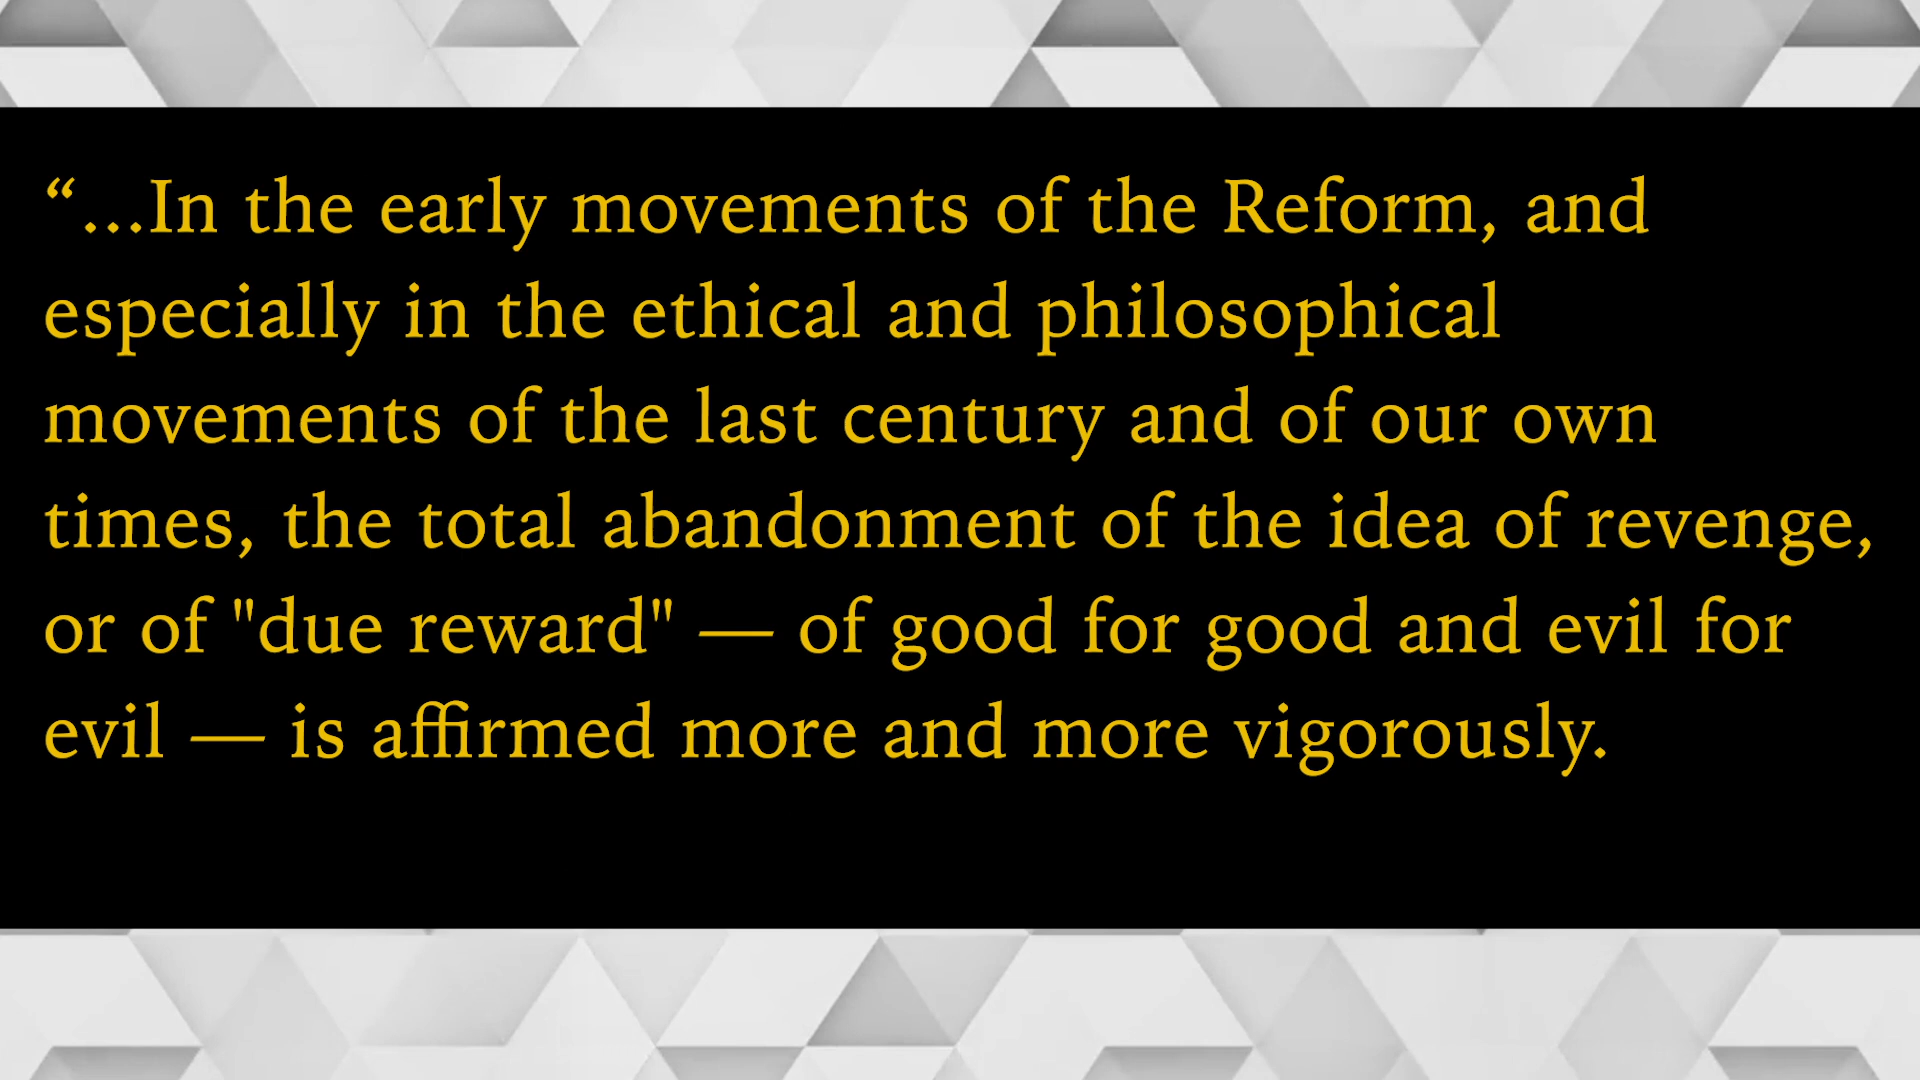 “…In the early movements of the Reform, and
especially in the ethical and philosophical
movements of the last century and of our own
times, the total abandonment of the idea of revenge,
or of "due reward" — of good for good and evil for
evil — is affirmed more and more vigorously.